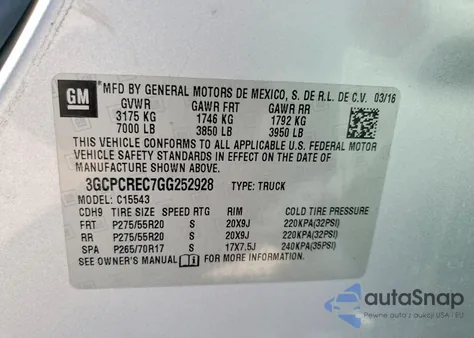 GM
*MFD BY GENERAL MOTORS DE MEXICO, S. DE R.L. DE C.V. 03/16
GVWR GAWR FRT GAWR RR
3175 KG 1746 KG 1792 KG
7000 LB 3850 LB 3950 LB
THIS VEHICLE CONFORMS TO ALL APPLICABLE U.S. FEDERAL MOTOR
VEHICLE SAFETY STANDARDS IN EFFECT ON THE DATE OF
MANUFACTURE SHOWN ABOVE.
3GCPCREC7GG252928 TYPE: TRUCK
MODEL: C15543
CDH9 TIRE SIZE SPEED RTG RIM COLD TIRE PRESSURE
FRT P275/55R20 S 20X9J 220KPA(32PSI)
RR P275/55R20 S 20X9J 220KPA(32PSI)
SPA P265/70R17 S 17X7.5J 240KPA(35PSI)
SEE OWNER'S MANUAL FOR MORE INFORMATION
autoSnap
Pewne auto z USA i EU